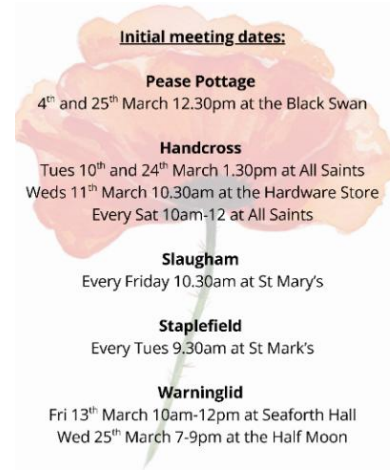 Initial meeting dates:
Pease Pottage
4th and 25th March 12.30pm at the Black Swan
Handcross
Tues 10th and 24th March 1.30pm at All Saints
Weds 11th March 10.30am at the Hardware Store
Every Sat 10am-12 at All Saints
Slaugham
Every Friday 10.30am at St Mary's
Staplefield
Every Tues 9.30am at St Mark's
Warninglid
Fri 13th March 10am-12pm at Seaforth Hall
Wed 25th March 7-9pm at the Half Moon